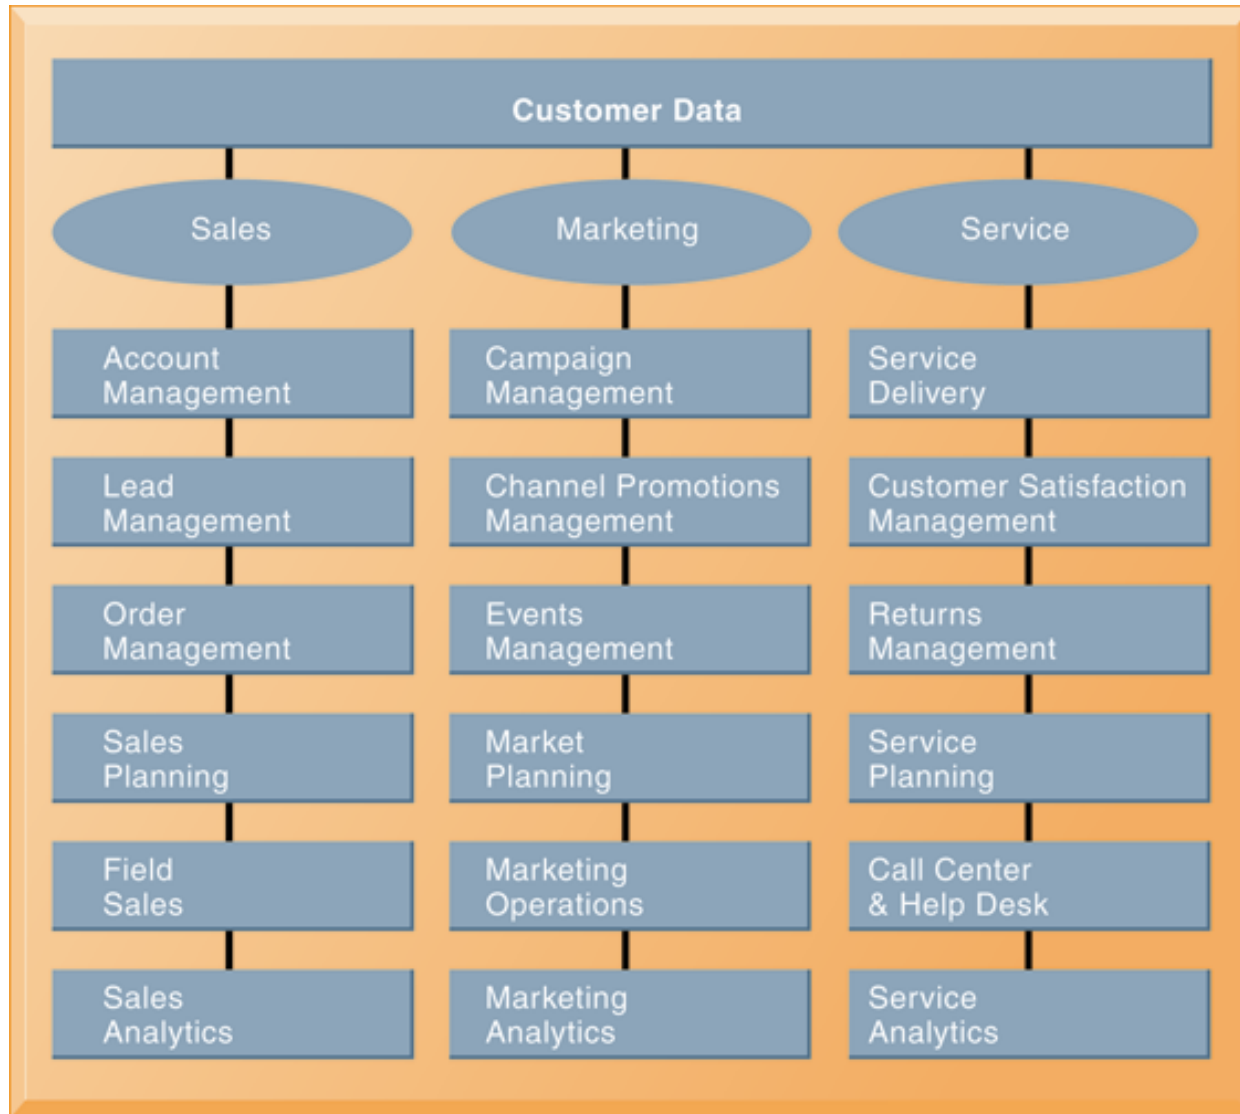 Customer Data
Sales
Marketing
Service
Account
Management
Campaign
Management
Service
Delivery
Lead
Management
Channel Promotions
Management
Customer Satisfaction
Management
Order
Management
Events
Management
Returns
Management
Sales
Planning
Market
Planning
Service
Planning
Field
Sales
Marketing
Operations
Call Center
& Help Desk
Sales
Analytics
Marketing
Analytics
Service
Analytics